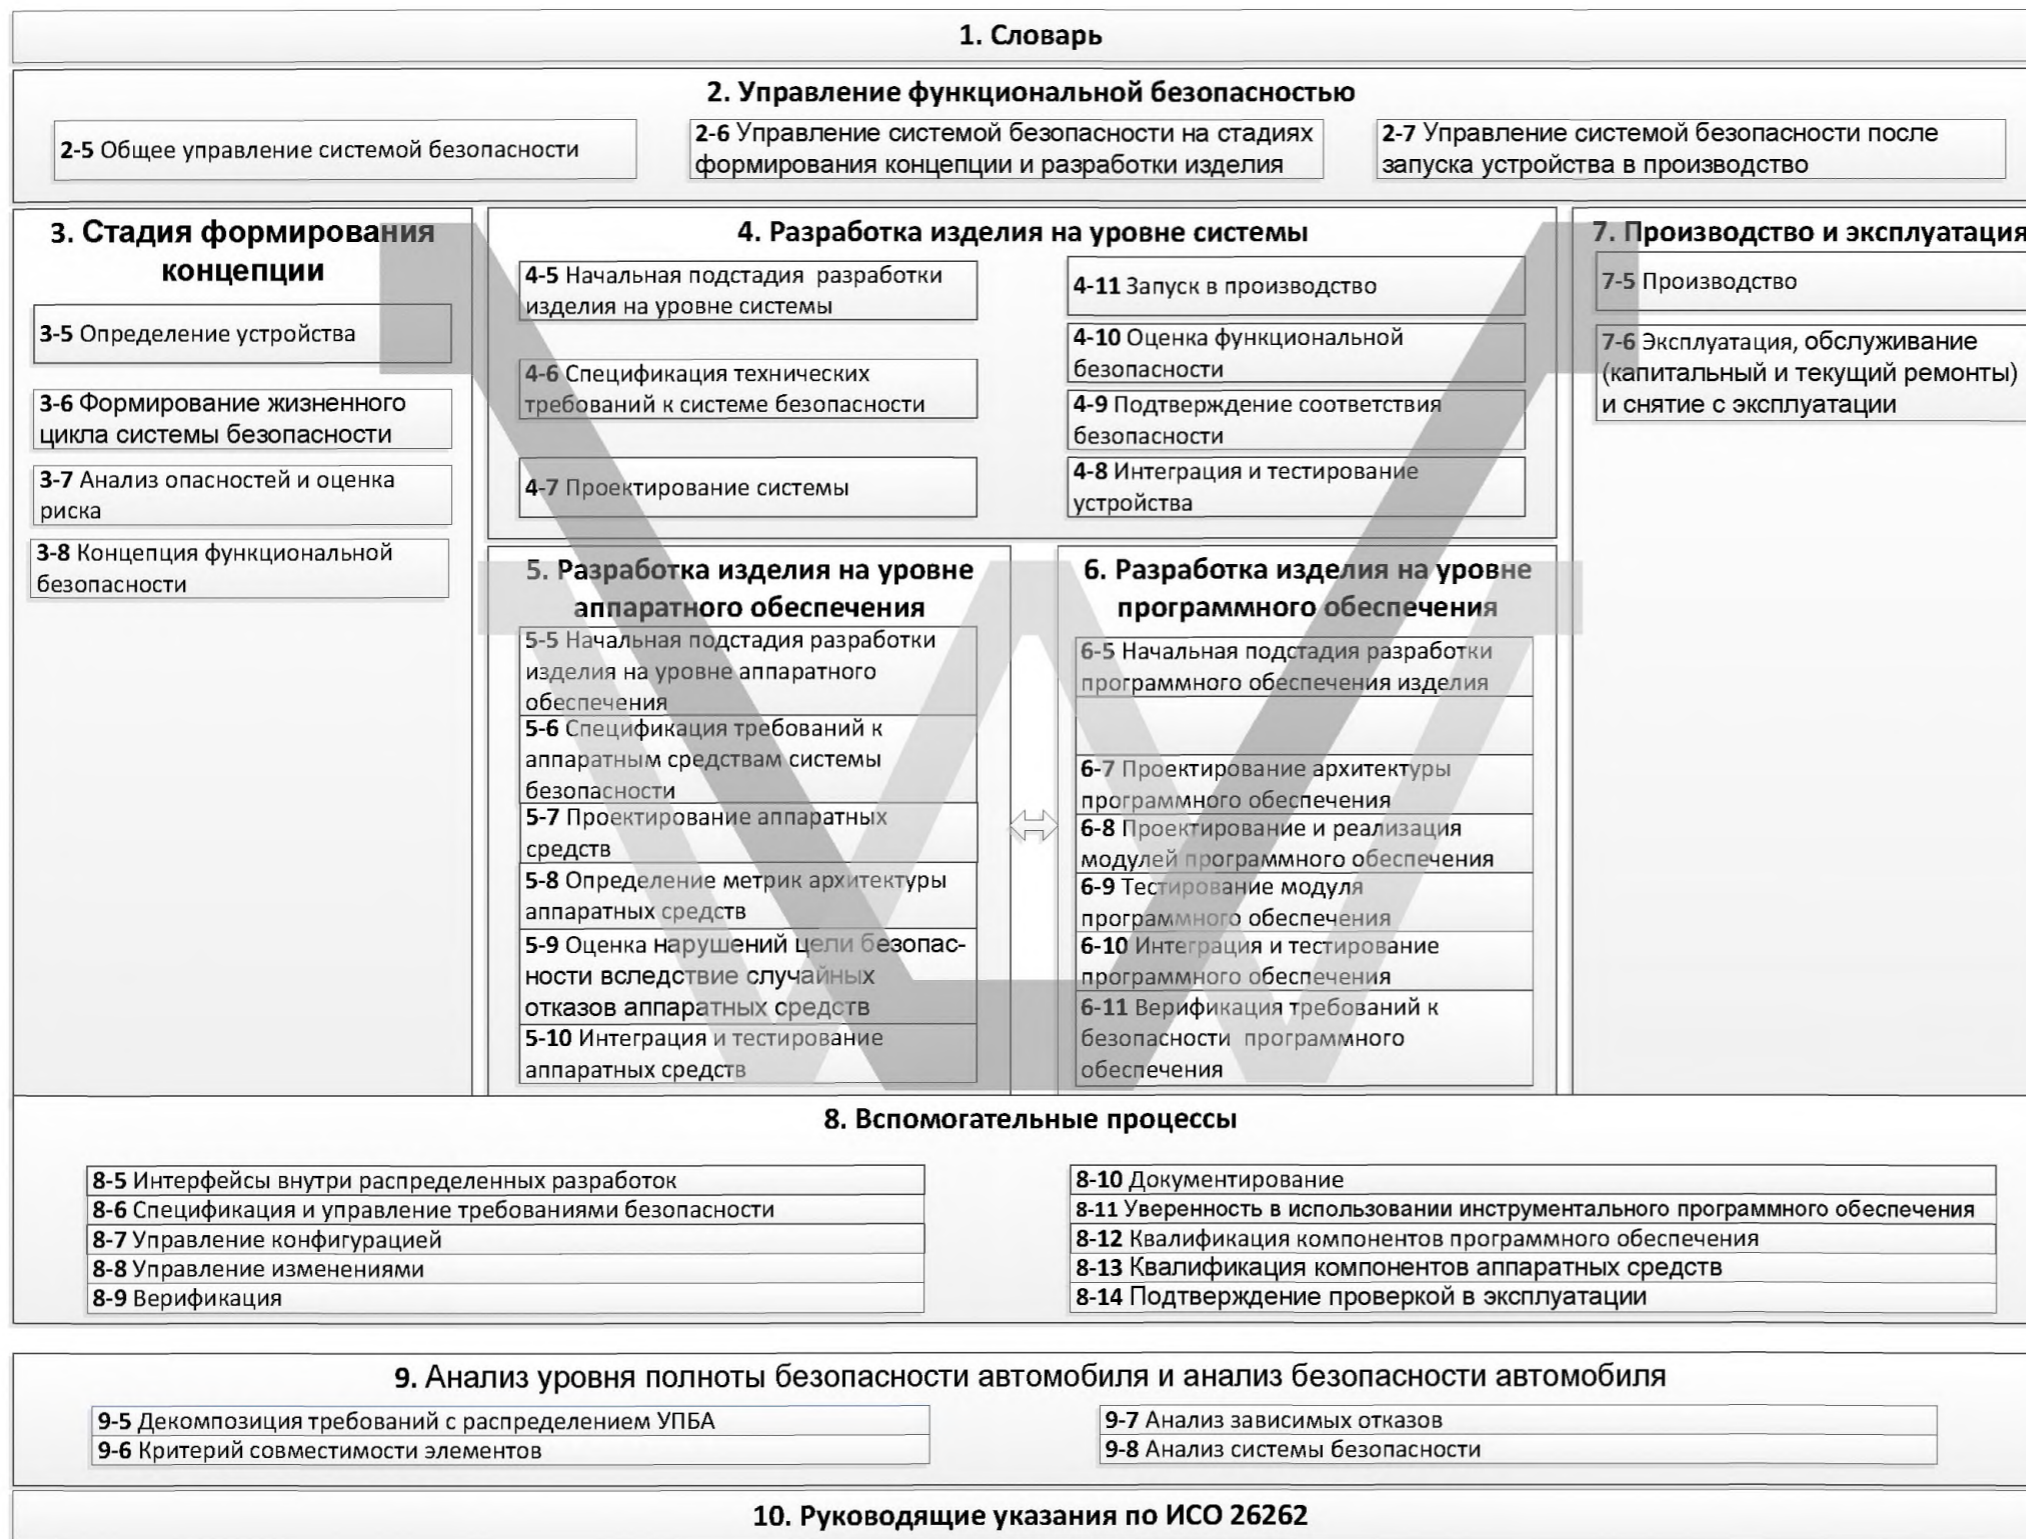 1. Словарь
2. Управление функциональной безопасностью
2-5 Общее управление системой безопасности
2-6 Управление системой безопасности на стадиях
формирования концепции и разработки изделия
2-7 Управление системой безопасности после
запуска устройства в производство
3. Стадия формирования
концепции
3-5 Определение устройства
3-6 Формирование жизненного
цикла системы безопасности
3-7 Анализ опасностей и оценка
риска
3-8 Концепция функциональной
безопасности
4. Разработка изделия на уровне системы
4-5 Начальная подстадия разработки
изделия на уровне системы
4-6 Спецификация технических
требований к системе безопасности
4-7 Проектирование системы
4-11 Запуск в производство
4-10 Оценка функциональной
безопасности
4-9 Подтверждение соответствия
безопасности
4-8 Интеграция и тестирование
устройства
7. Производство и эксплуатация
7-5 Производство
7-6 Эксплуатация, обслуживание
(капитальный и текущий ремонты)
и снятие с эксплуатации
5. Разработка изделия на уровне
аппаратного обеспечения
5-5 Начальная подстадия разработки
изделия на уровне аппаратного
обеспечения
5-6 Спецификация требований к
аппаратным средствам системы
безопасности
5-7 Проектирование аппаратных
средств
5-8 Определение метрик архитектуры
аппаратных средств
5-9 Оценка нарушений цели безопас-
ности вследствие случайных
отказов аппаратных средств
5-10 Интеграция и тестирование
аппаратных средств
6. Разработка изделия на уровне
программного обеспечения
6-5 Начальная подстадия разработки
программного обеспечения изделия
6-7 Проектирование архитектуры
программного обеспечения
6-8 Проектирование и реализация
модулей программного обеспечения
6-9 Тестирование модуля
программного обеспечения
6-10 Интеграция и тестирование
программного обеспечения
6-11 Верификация требований к
безопасности программного
обеспечения
8. Вспомогательные процессы
8-5 Интерфейсы внутри распределенных разработок
8-6 Спецификация и управление требованиями безопасности
8-7 Управление конфигурацией
8-8 Управление изменениями
8-9 Верификация
8-10 Документирование
8-11 Уверенность в использовании инструментального программного обеспечения
8-12 Квалификация компонентов программного обеспечения
8-13 Квалификация компонентов аппаратных средств
8-14 Подтверждение проверкой в эксплуатации
9. Анализ уровня полноты безопасности автомобиля и анализ безопасности автомобиля
9-5 Декомпозиция требований с распределением УПБА
9-6 Критерий совместимости элементов
9-7 Анализ зависимых отказов
9-8 Анализ системы безопасности
10. Руководящие указания по ИСО 26262